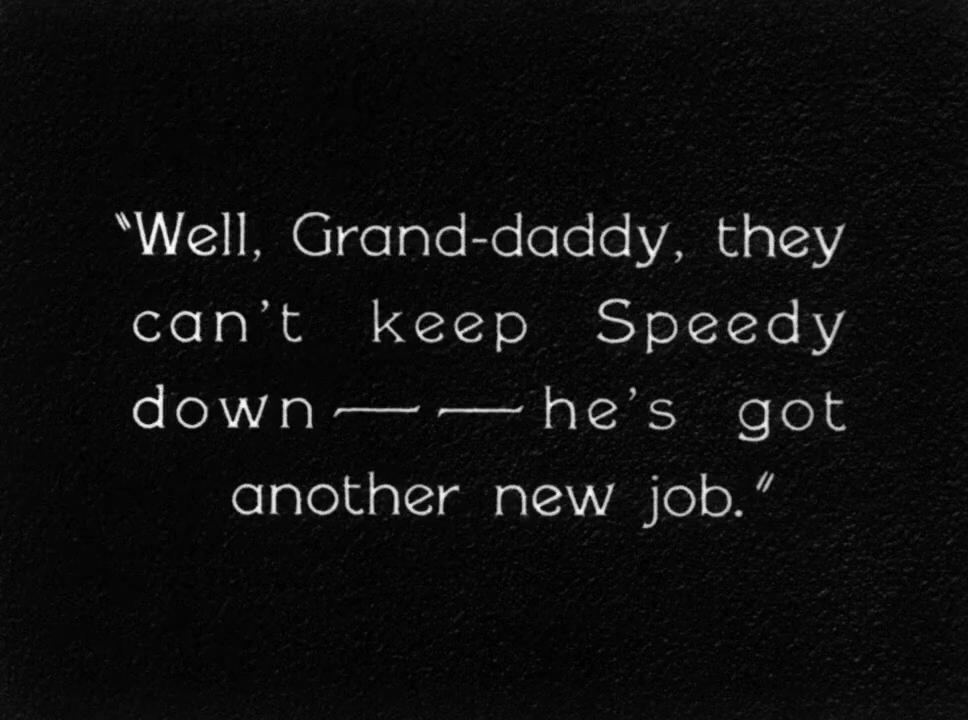 "Well, Grand-daddy, they
can't keep Speedy
down — — he's got
another new job."